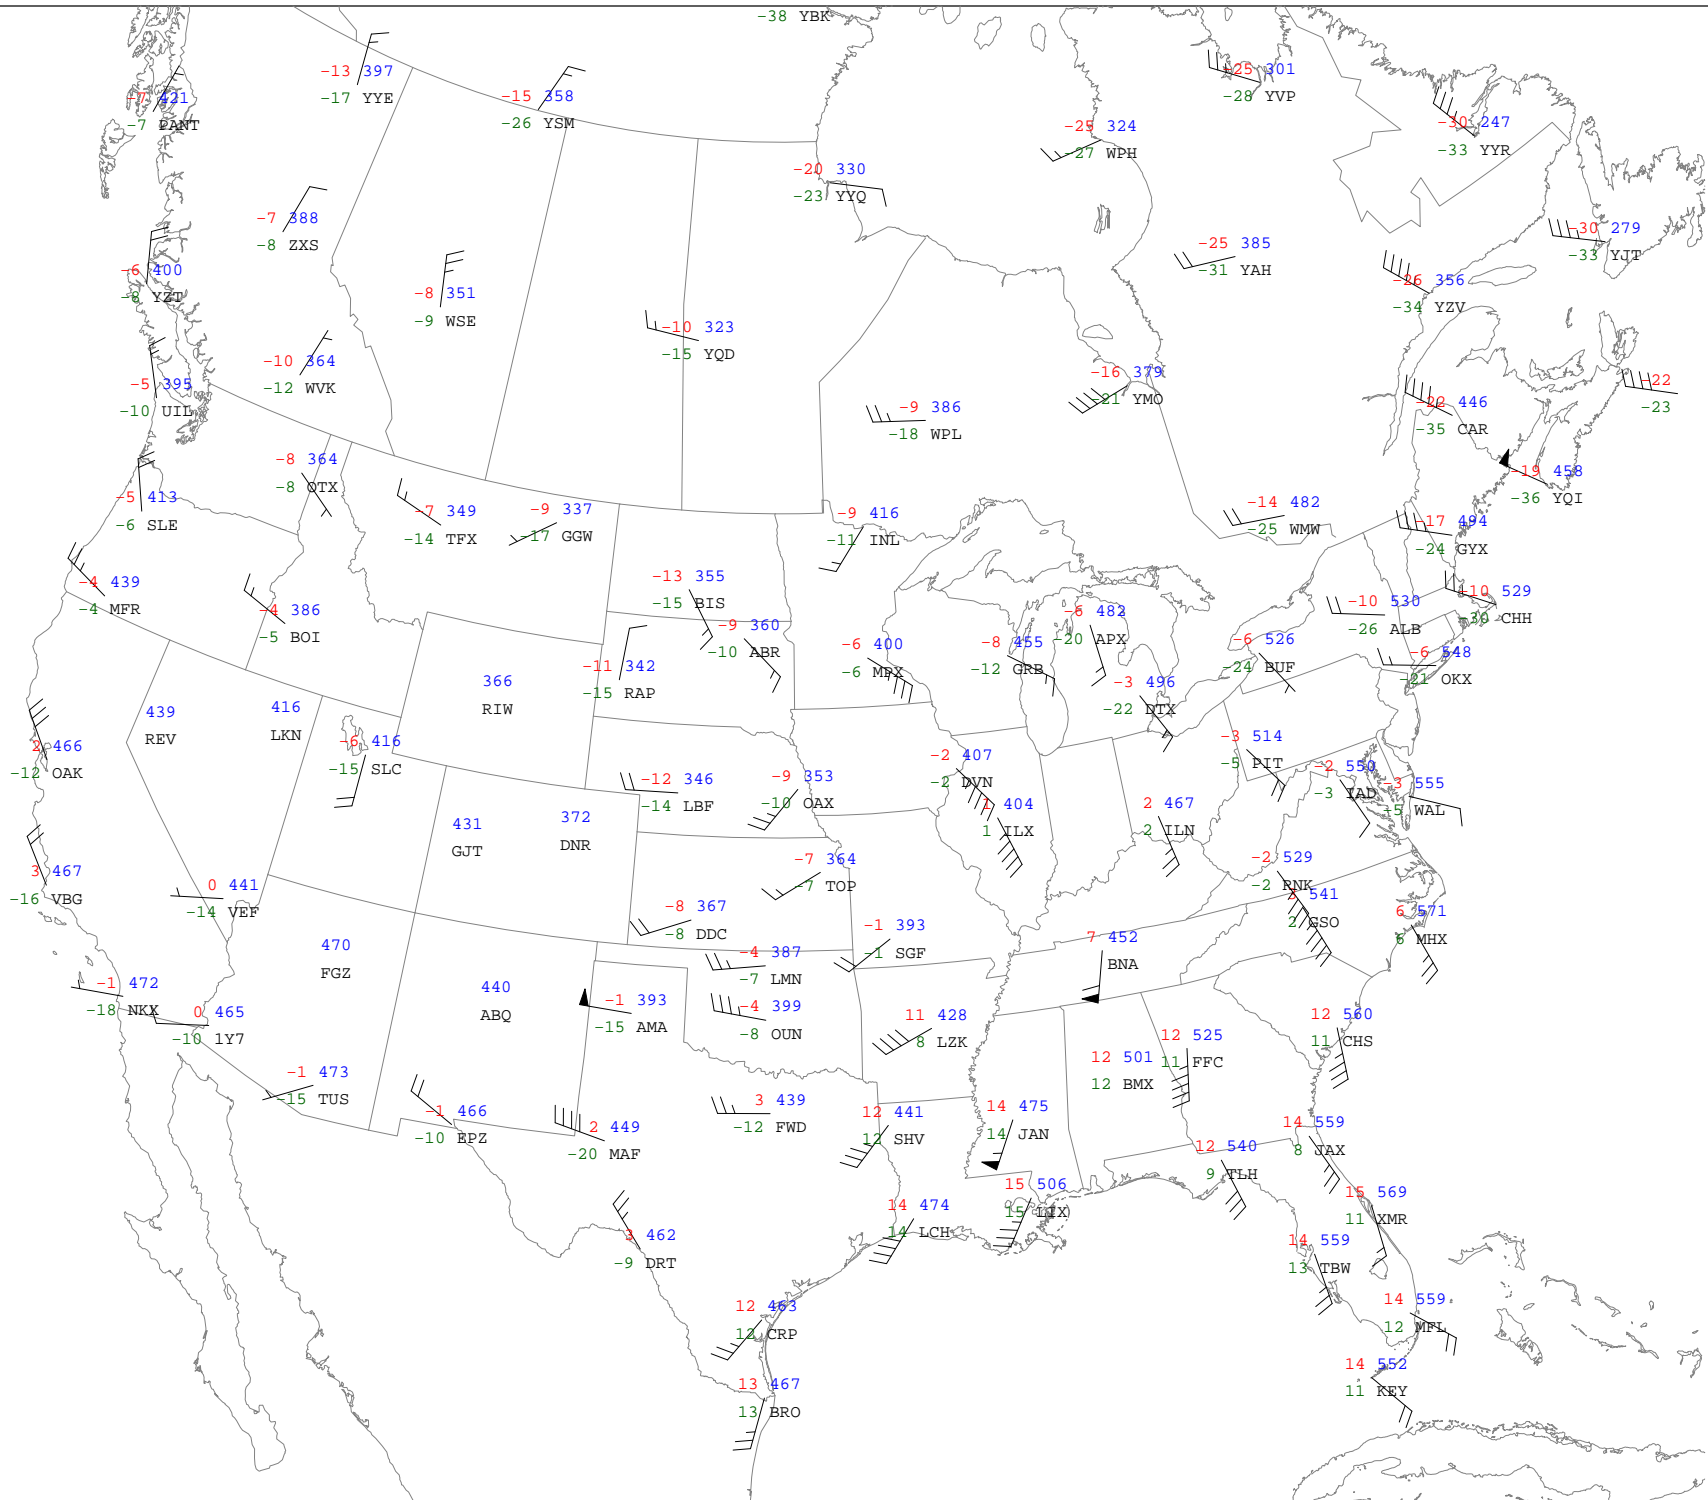 -38 YBK
-13 397
-17 YYE
-15 358
-26 YSM
-25 301
-28 YVP
-7 421
-7 PANT
-25 324
-27 WPH
-30 247
-33 YYR
-20 330
-23 YYQ
-7 388
-8 ZXS
-30 279
-33 YJT
-25 385
-31 YAH
-6 400
-8 YZT
-26 356
-34 YZV
-8 351
-9 WSE
-10 323
-15 YQD
-10 364
-12 WVK
-5 395
-10 UIL
-16 379
-21 YMO
-22
-23
-9 386
-18 WPL
-22 446
-35 CAR
-8 364
-8 OTX
-19 458
-36 YQI
-5 413
-6 SLE
-7 349
-14 TFX
-9 337
-17 GGW
-9 416
-11 INL
-14 482
-25 WMW
-17 494
-24 GYX
-4 439
-4 MFR
-13 355
-15 BIS
-10 529
-30 CHH
-10 530
-26 ALB
-4 386
-5 BOI
-9 360
-10 ABR
-6 482
-20 APX
-6 400
-6 MPX
-8 455
-12 GRB
-6 526
-24 BUF
-6 548
-21 OKX
-11 342
-15 RAP
366
RIW
-3 496
-22 DTX
439
REV
416
LKN
2 466
-12 OAK
-6 416
-15 SLC
-3 514
-5 PIT
-2 407
-2 DVN
-2 550
-3 IAD
-12 346
-14 LBF
-9 353
-10 OAX
-3 555
-5 WAL
1 404
1 ILX
2 467
2 ILN
431
GJT
372
DNR
3 467
-16 VBG
-7 364
-7 TOP
-2 529
-2 RNK
0 441
-14 VEF
541
2 GSO
-8 367
-8 DDC
6 571
6 MHX
-1 393
-1 SGF
470
FGZ
7 452
BNA
-4 387
-7 LMN
-1 472
-18 NKX
440
ABQ
-1 393
-15 AMA
-4 399
-8 OUN
0 465
-10 1Y7
11 428
8 LZK
12 560
11 CHS
12 525
11 FFC
12 501
12 BMX
-1 473
-15 TUS
3 439
-12 FWD
-1 466
-10 EPZ
12 441
12 SHV
14 475
14 JAN
2 449
-20 MAF
14 559
8 JAX
12 540
9 TLH
15 506
15 LIX
15 569
11 XMR
14 474
14 LCH
3 462
-9 DRT
14 559
13 TBW
12 463
12 CRP
14 559
12 MFL
14 552
11 KEY
13 467
13 BRO